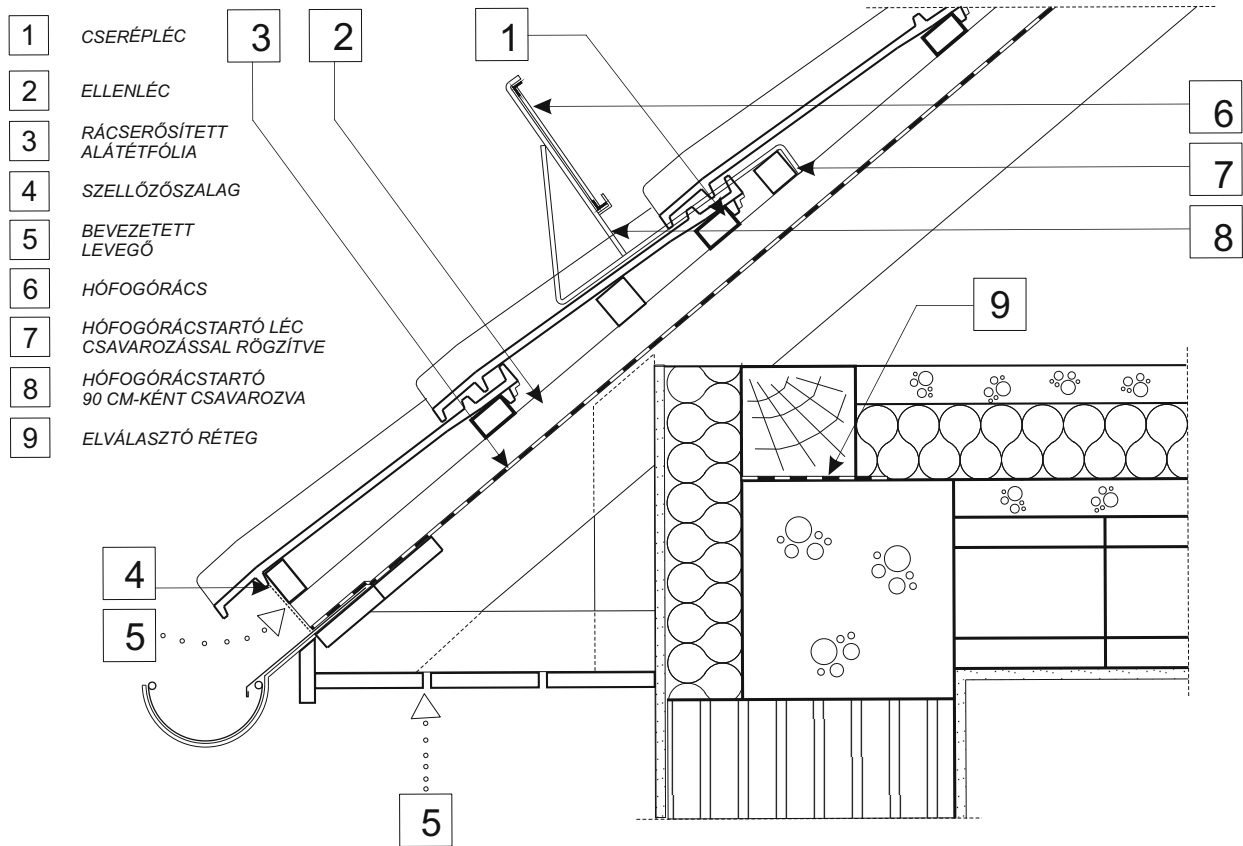 1 CSERÉPLÉC
2 ELLENLÉC
3 RÁCSERŐSÍTETT
ALÁTÉTFÓLIA
4 SZELLŐZŐSZALAG
5 BEVEZETETT
LEVEGŐ
6 HÓFOGÓRÁCS
7 HÓFOGÓRÁCSTARTÓ LÉC
CSAVAROZÁSSAL RÖGZÍTVE
8 HÓFOGÓRÁCSTARTÓ
90 CM-KÉNT CSAVAROZVA
9 ELVÁLASZTÓ RÉTEG
3
2
1
6
7
8
9
4
5
5